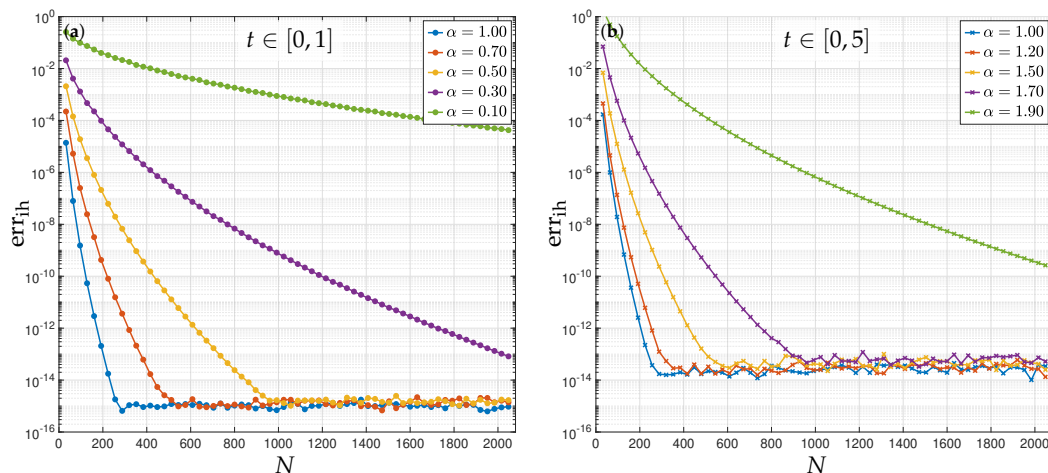 (a)
t ∈ [0, 1]
α = 1.00
α = 0.70
α = 0.50
α = 0.30
α = 0.10
10^0
10^-2
10^-4
10^-6
10^-8
10^-10
10^-12
10^-14
10^-16
err_ih
0 200 400 600 800 1000 1200 1400 1600 1800 2000
N
(b)
t ∈ [0, 5]
α = 1.00
α = 1.20
α = 1.50
α = 1.70
α = 1.90
10^0
10^-2
10^-4
10^-6
10^-8
10^-10
10^-12
10^-14
10^-16
err_ih
0 200 400 600 800 1000 1200 1400 1600 1800 2000
N